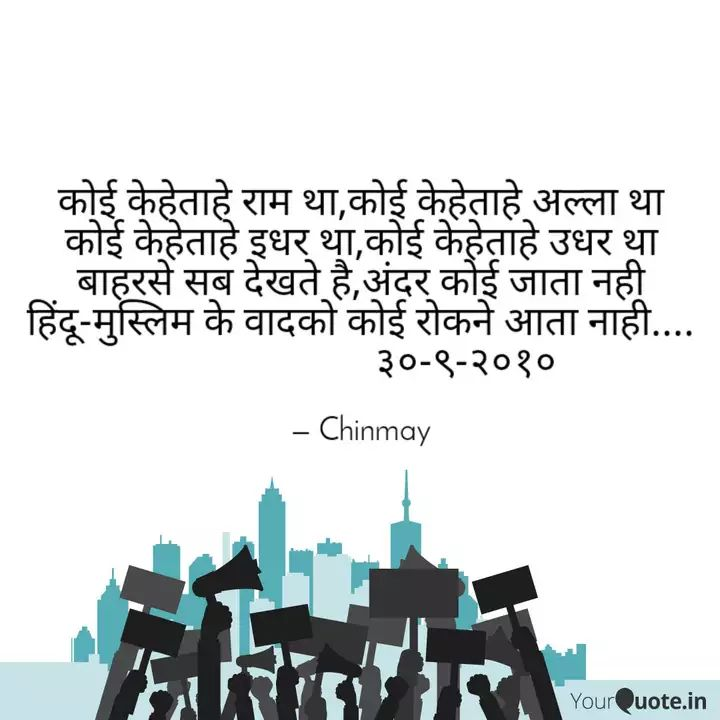 कोई केहेताहे राम था,कोई केहेताहे अल्ला था
कोई केहेताहे इधर था,कोई केहेताहे उधर था
बाहरसे सब देखते है,अंदर कोई जाता नही
हिंदू-मुस्लिम के वादको कोई रोकने आता नाही....
३०-९-२०१०
– Chinmay
YourQuote.in